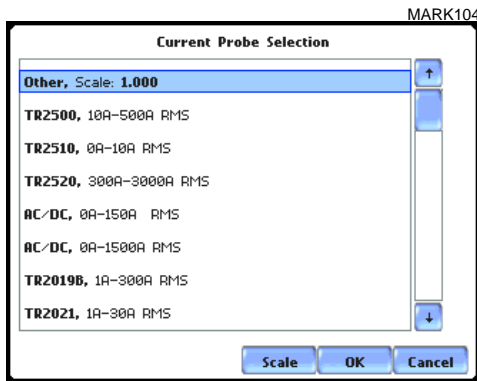 MARK104
Current Probe Selection
Other, Scale: 1.000
TR2500, 10A-500A RMS
TR2510, 0A-10A RMS
TR2520, 300A-3000A RMS
AC/DC, 0A-150A RMS
AC/DC, 0A-1500A RMS
TR2019B, 1A-300A RMS
TR2021, 1A-30A RMS
Scale OK Cancel